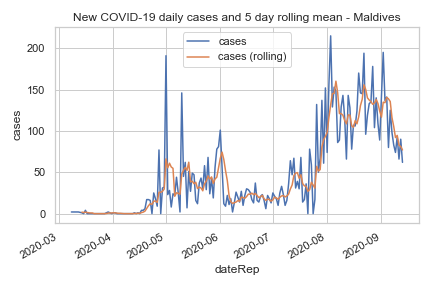 New COVID-19 daily cases and 5 day rolling mean - Maldives
cases
cases (rolling)
200
150
100
50
0
cases
2020-03
2020-04
2020-05
2020-06
2020-07
2020-08
2020-09
dateRep